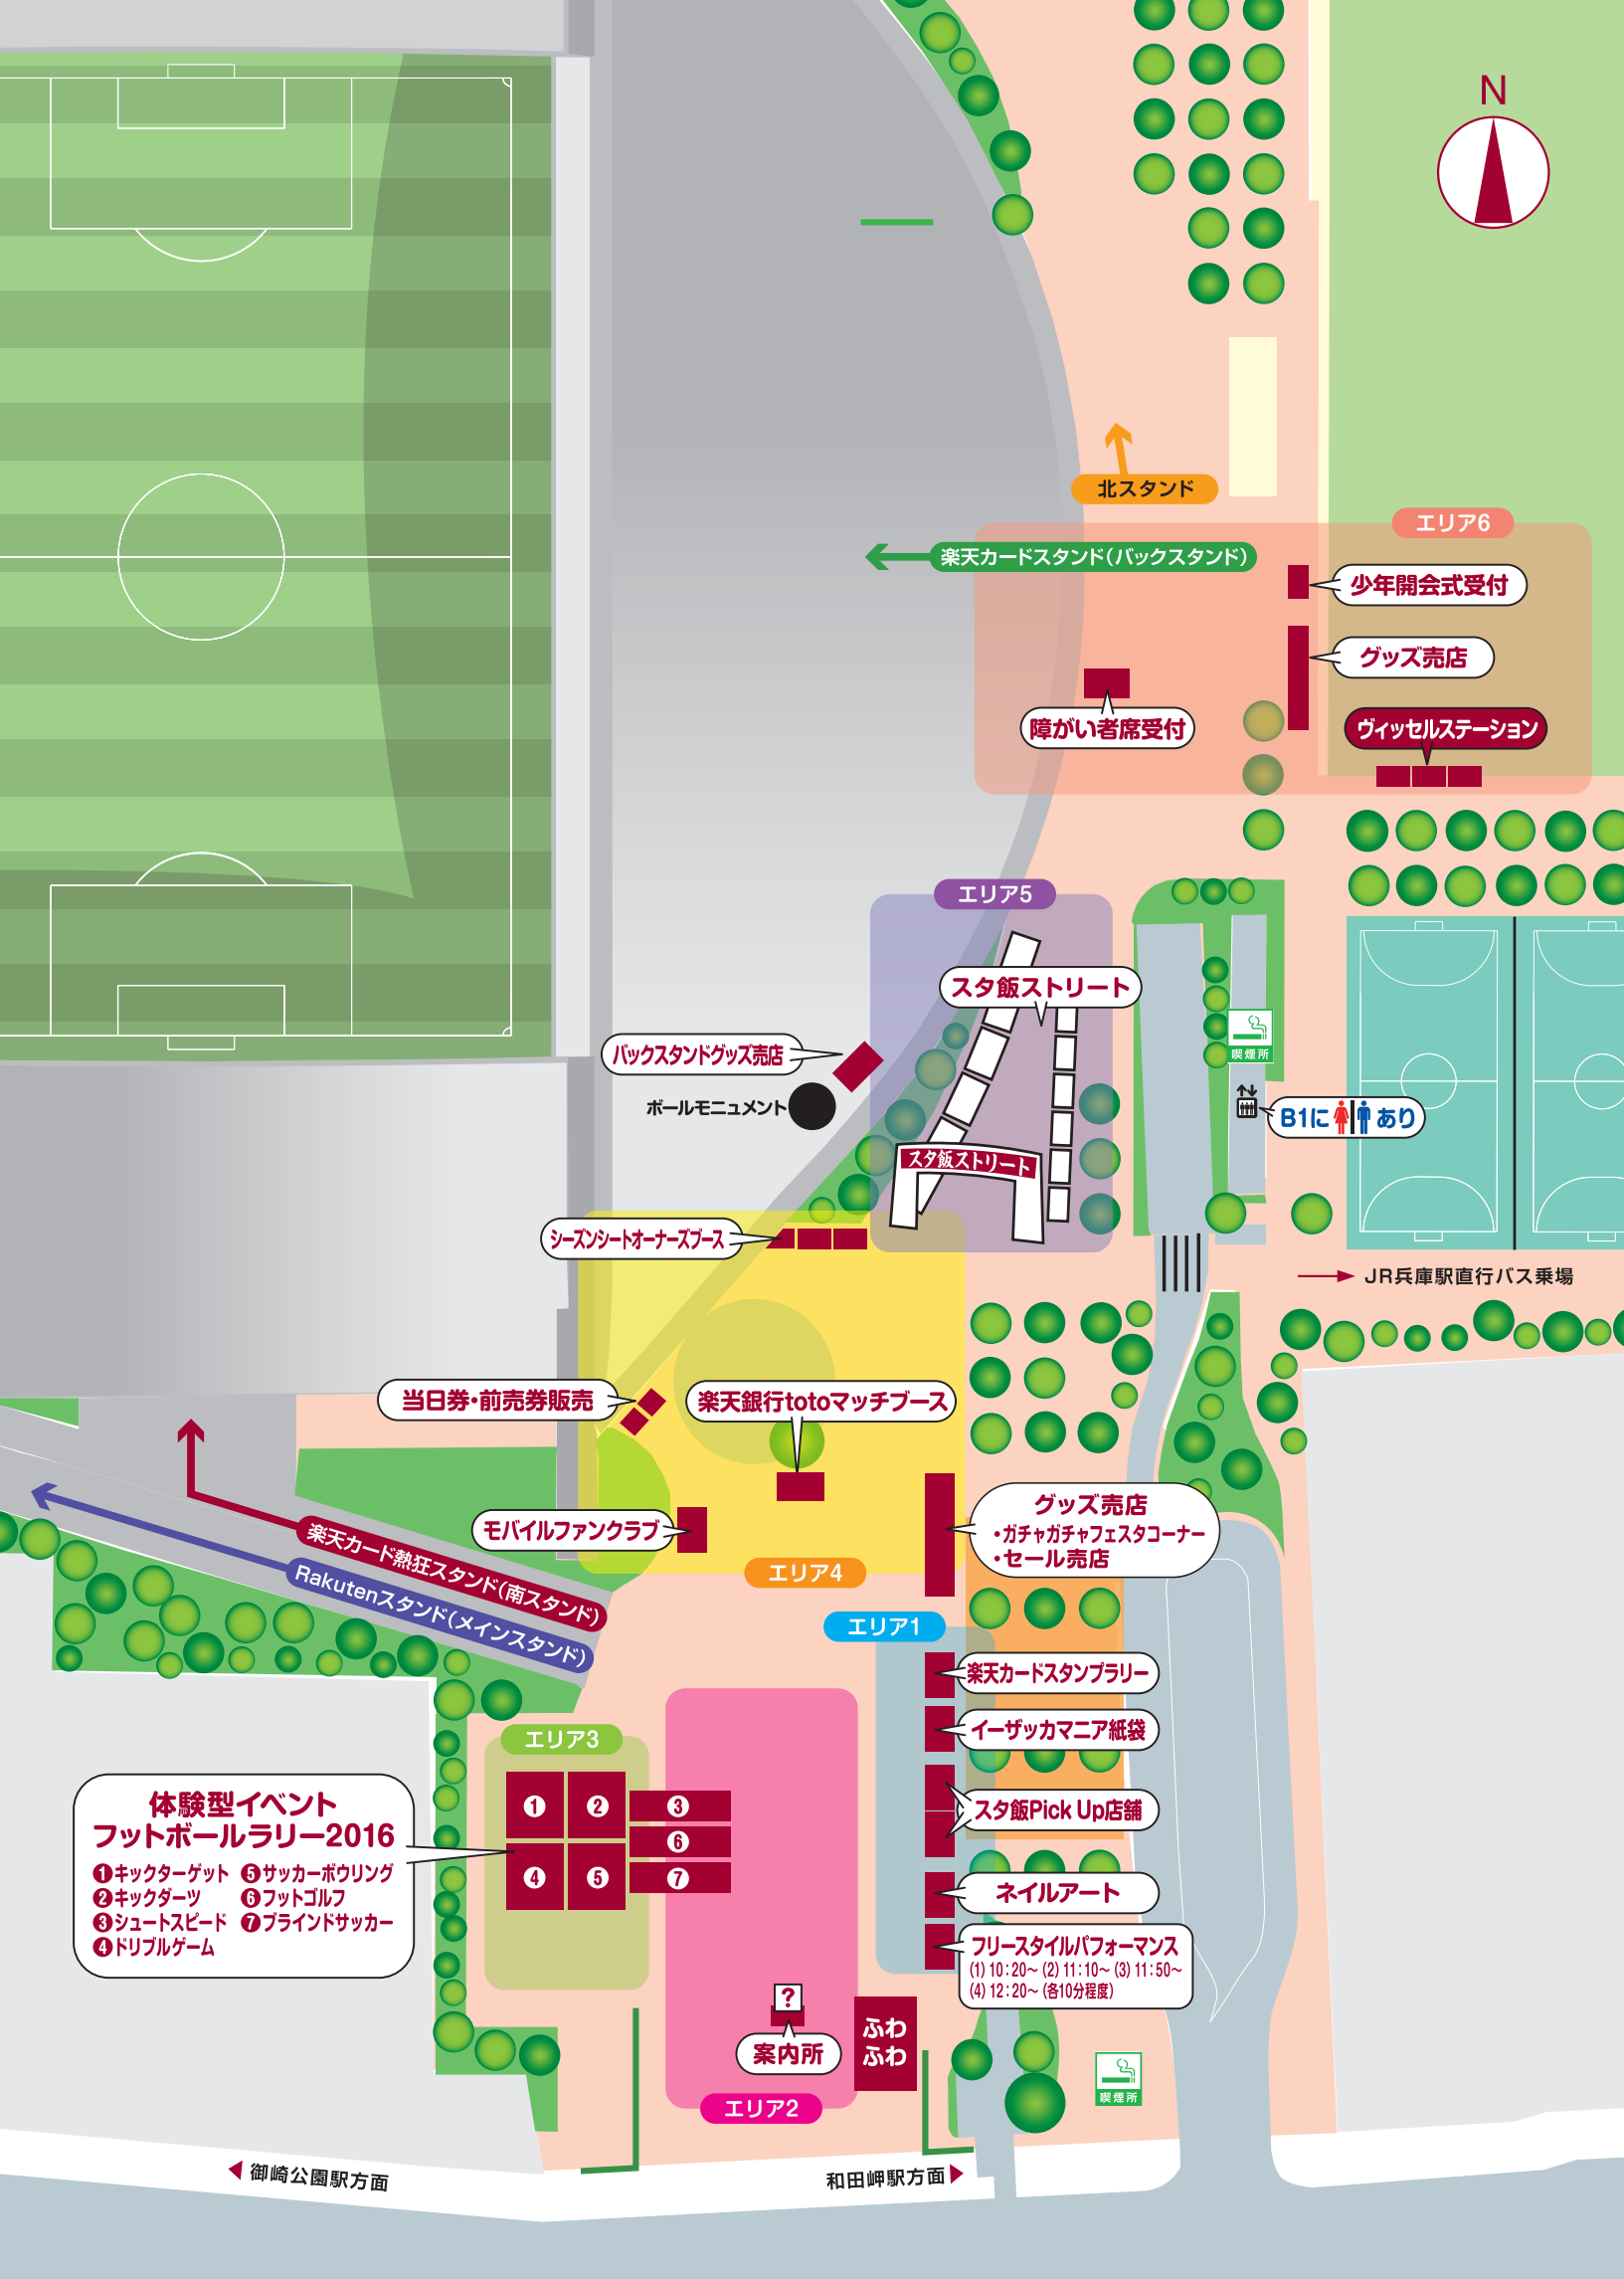 N
北スタンド
エリア6
楽天カードスタンド(バックスタンド)
少年開会式受付
グッズ売店
障がい者席受付
ヴィッセルステーション
エリア5
スタ飯ストリート
バックスタンドグッズ売店
喫煙所
ボールモニュメント
B1に
あり
スタ飯ストリート
シーズンシートオーナーズブース
JR兵庫駅直行バス乗場
当日券・前売券販売
楽天銀行totoマッチブース
グッズ売店
・ガチャガチャフェスタコーナー
・セール売店
モバイルファンクラブ
楽天カード熱狂スタンド(南スタンド)
Rakutenスタンド(メインスタンド)
エリア4
エリア1
楽天カードスタンプラリー
イーザッカマニア紙袋
エリア3
スタ飯Pick Up店舗
体験型イベント
フットボールラリー2016
❶キックターゲット ❺サッカーボウリング
❷キックダーツ ❻フットゴルフ
❸シュートスピード ❼ブラインドサッカー
❹ドリブルゲーム
❶ ❷ ❸
❻
❹ ❺ ❼
ネイルアート
フリースタイルパフォーマンス
(1) 10:20〜 (2) 11:10〜 (3) 11:50〜
(4) 12:20〜 (各10分程度)
?
案内所
ふわ
ふわ
喫煙所
エリア2
御崎公園駅方面
和田岬駅方面